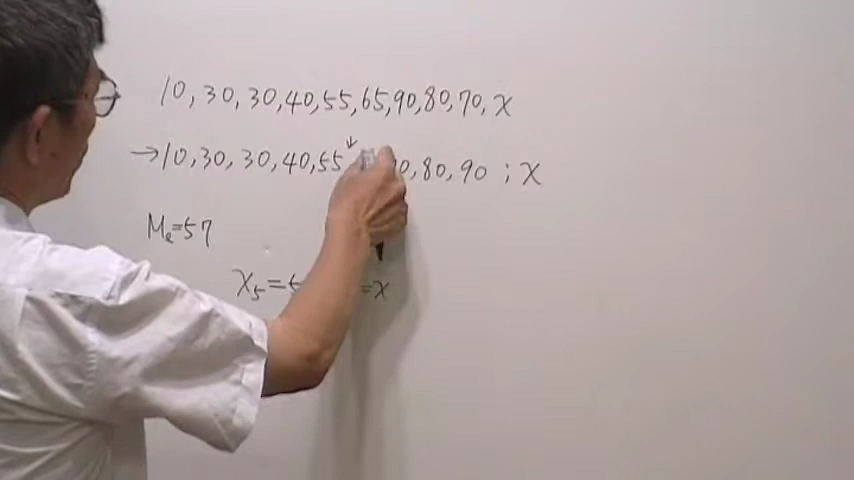 10, 30, 30, 40, 55, 65, 90, 80, 70, x
→10, 30, 30, 40, 55 ↓ 0, 80, 90 ; x
Me=57
x5= =x